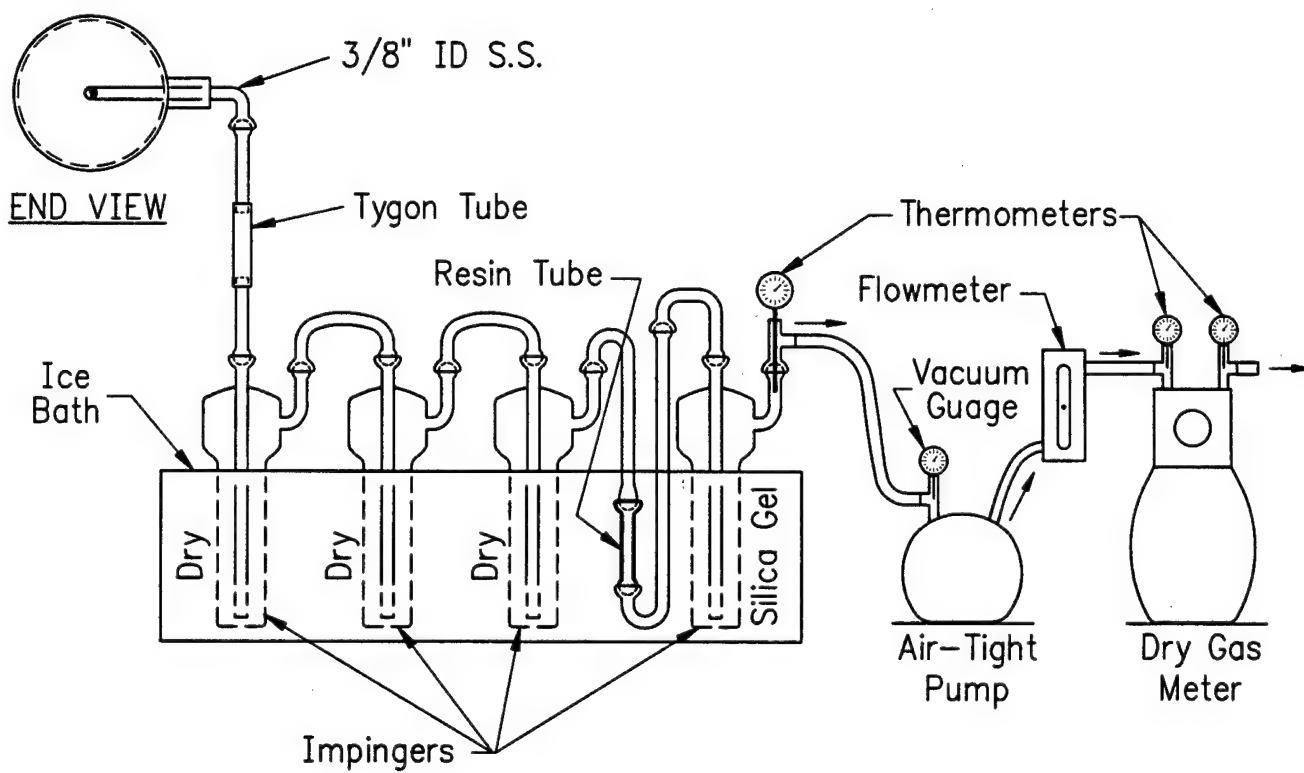 3/8" ID S.S.
END VIEW
Tygon Tube
Thermometers
Resin Tube
Flowmeter
Ice
Bath
Vacuum
Guage
Dry
Dry
Dry
Silica Gel
Air-Tight
Pump
Dry Gas
Meter
Impingers